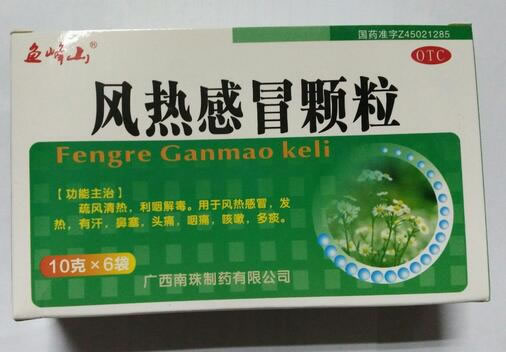 鱼峰山®
国药准字Z45021285
OTC
风热感冒颗粒
Fengre Ganmao keli
【功能主治】
疏风清热，利咽解毒。用于风热感冒，发
热，有汗，鼻塞，头痛，咽痛，咳嗽，多痰。
10克×6袋
广西南珠制药有限公司